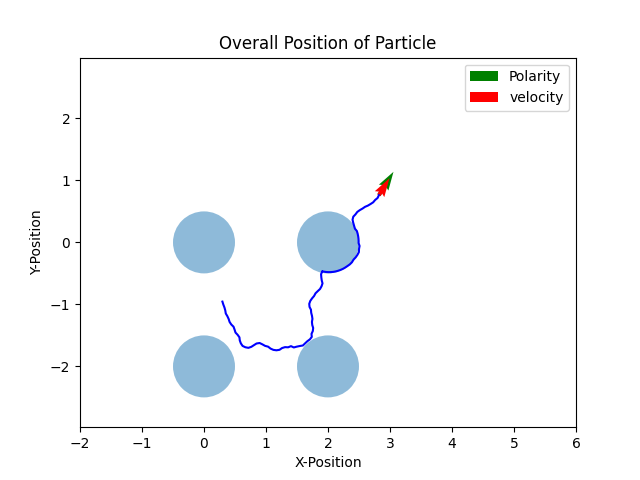 Overall Position of Particle
Polarity
velocity
2
1
0
−1
−2
Y-Position
−2 −1 0 1 2 3 4 5 6
X-Position